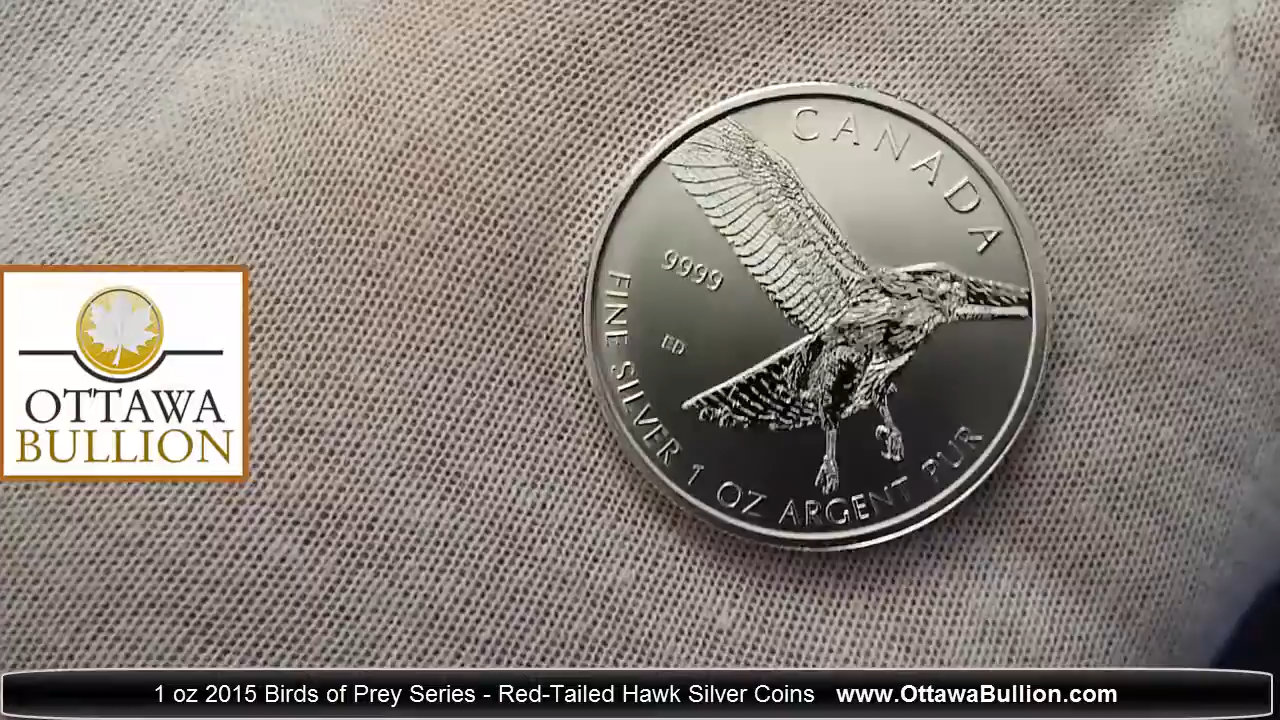 CANADA
9999
ED
FINE SILVER 1 OZ ARGENT PUR
OTTAWA
BULLION
1 oz 2015 Birds of Prey Series - Red-Tailed Hawk Silver Coins www.OttawaBullion.com